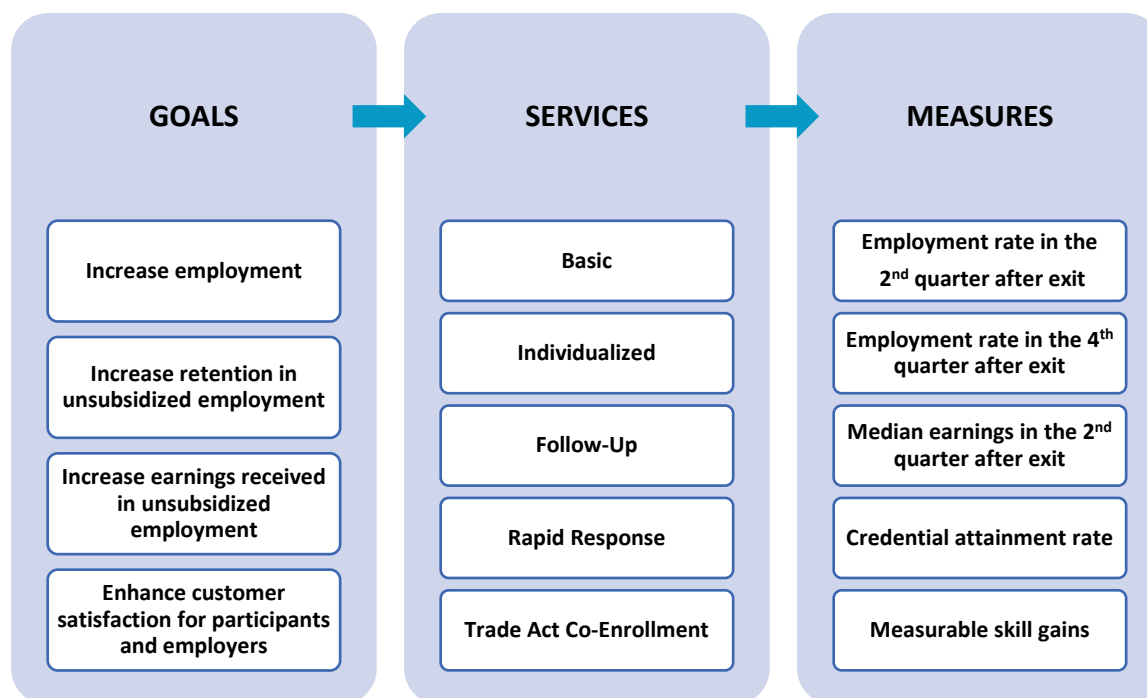 GOALS
Increase employment
Increase retention in
unsubsidized employment
Increase earnings received
in unsubsidized
employment
Enhance customer
satisfaction for participants
and employers
SERVICES
Basic
Individualized
Follow-Up
Rapid Response
Trade Act Co-Enrollment
MEASURES
Employment rate in the
2nd quarter after exit
Employment rate in the 4th
quarter after exit
Median earnings in the 2nd
quarter after exit
Credential attainment rate
Measurable skill gains